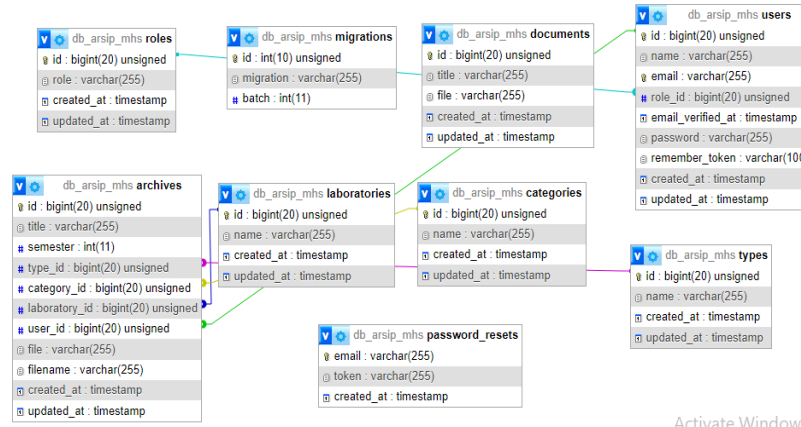 db_arsip_mhs roles
id : bigint(20) unsigned
role : varchar(255)
created_at : timestamp
updated_at : timestamp
db_arsip_mhs migrations
id : int(10) unsigned
migration : varchar(255)
batch : int(11)
db_arsip_mhs documents
id : bigint(20) unsigned
title : varchar(255)
file : varchar(255)
created_at : timestamp
updated_at : timestamp
db_arsip_mhs users
id : bigint(20) unsigned
name : varchar(255)
email : varchar(255)
role_id : bigint(20) unsigned
email_verified_at : timestamp
password : varchar(255)
remember_token : varchar(100
created_at : timestamp
updated_at : timestamp
db_arsip_mhs archives
id : bigint(20) unsigned
title : varchar(255)
semester : int(11)
type_id : bigint(20) unsigned
category_id : bigint(20) unsigned
laboratory_id : bigint(20) unsigned
user_id : bigint(20) unsigned
file : varchar(255)
filename : varchar(255)
created_at : timestamp
updated_at : timestamp
db_arsip_mhs laboratories
id : bigint(20) unsigned
name : varchar(255)
created_at : timestamp
updated_at : timestamp
db_arsip_mhs categories
id : bigint(20) unsigned
name : varchar(255)
created_at : timestamp
updated_at : timestamp
db_arsip_mhs types
id : bigint(20) unsigned
name : varchar(255)
created_at : timestamp
updated_at : timestamp
db_arsip_mhs password_resets
email : varchar(255)
token : varchar(255)
created_at : timestamp
Activate Window